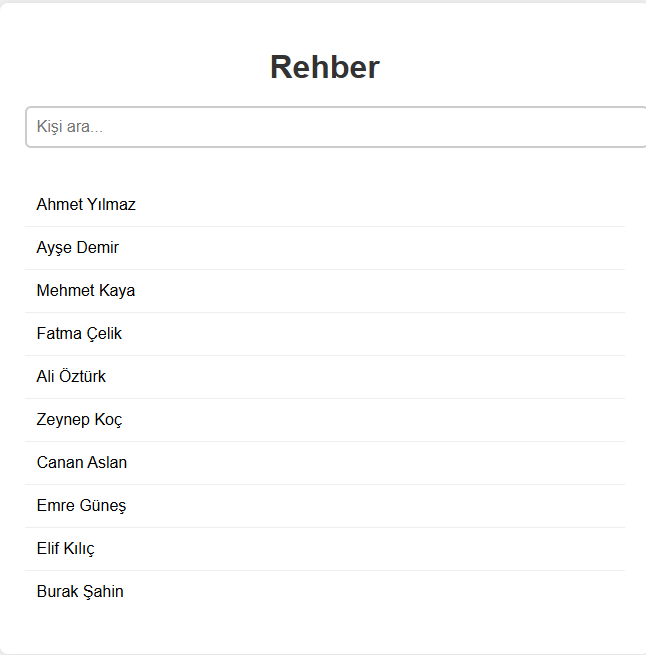 Rehber
Kişi ara...
Ahmet Yılmaz
Ayşe Demir
Mehmet Kaya
Fatma Çelik
Ali Öztürk
Zeynep Koç
Canan Aslan
Emre Güneş
Elif Kılıç
Burak Şahin